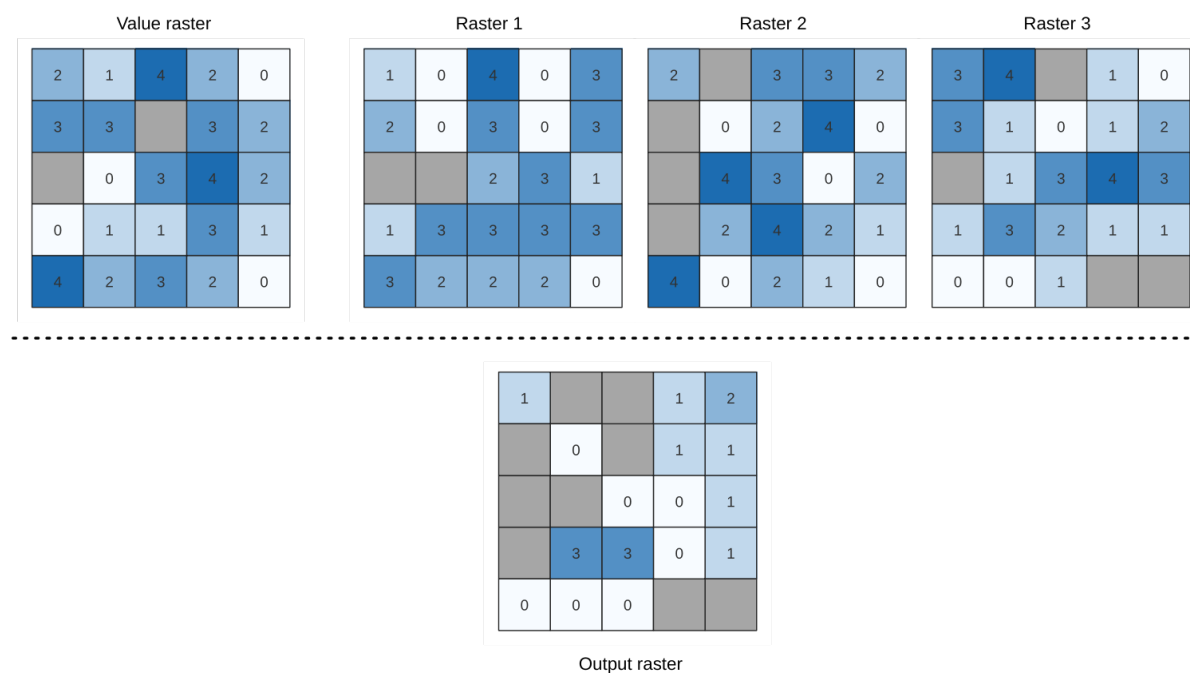 Value raster Raster 1 Raster 2 Raster 3
2 1 4 2 0 1 0 4 0 3 2 3 3 2 3 4 1 0
3 3 3 2 2 0 3 0 3 0 2 4 0 3 1 0 1 2
0 3 4 2 2 3 1 4 3 0 2 1 3 4 3
0 1 1 3 1 1 3 3 3 3 2 4 2 1 1 3 2 1 1
4 2 3 2 0 3 2 2 2 0 4 0 2 1 0 0 0 1
1 1 2
0 1 1
0 0 1
3 3 0 1
0 0 0
Output raster